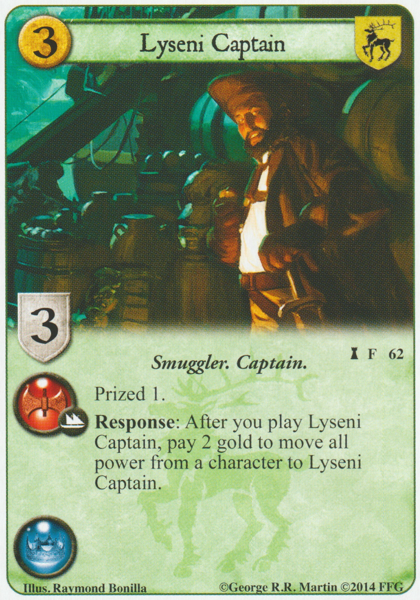 3
Lyseni Captain
3
Smuggler. Captain.
F 62
Prized 1.
Response: After you play Lyseni
Captain, pay 2 gold to move all
power from a character to Lyseni
Captain.
Illus. Raymond Bonilla
©George R.R. Martin ©2014 FFG